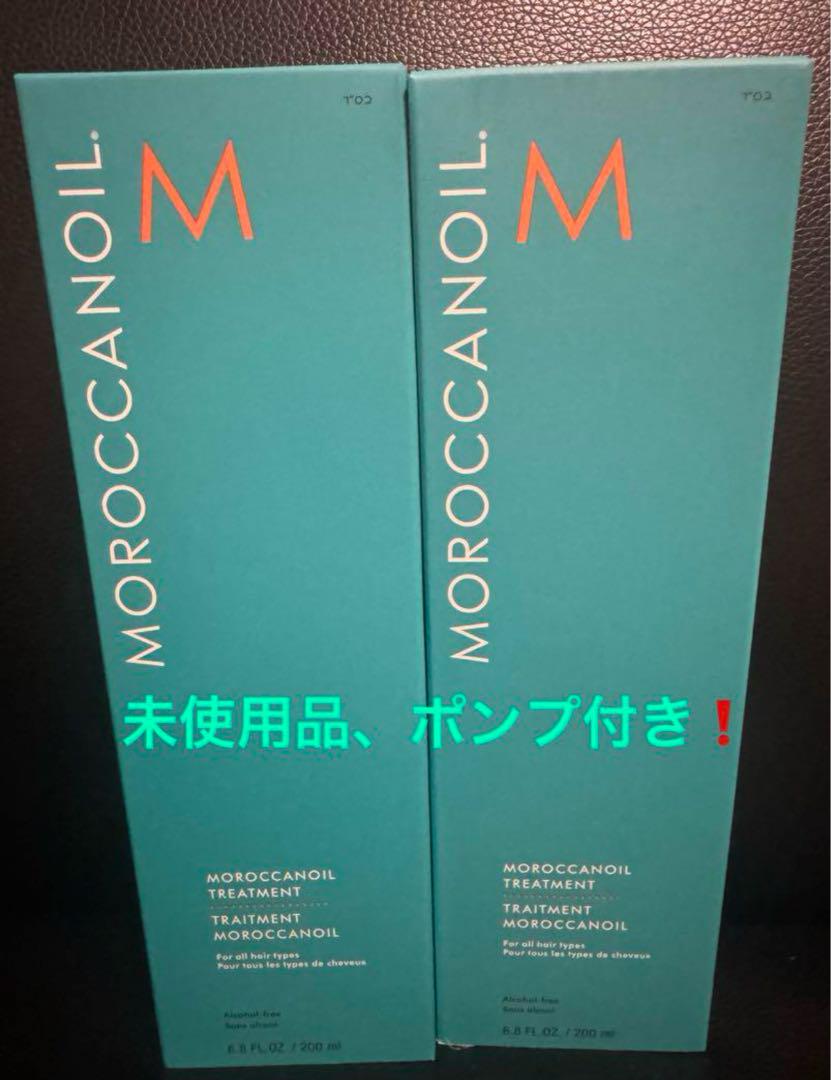 בס"ד
M
MOROCCANOIL.
MOROCCANOIL
TREATMENT
TRAITMENT
MOROCCANOIL
For all hair types
Pour tous les types de cheveux
Alcohol-free
Sans alcool
6.8 FL.OZ. / 200 ml
בס"ד
M
MOROCCANOIL.
MOROCCANOIL
TREATMENT
TRAITMENT
MOROCCANOIL
For all hair types
Pour tous les types de cheveux
Alcohol-free
Sans alcool
6.8 FL.OZ. / 200 ml
未使用品、ポンプ付き❗